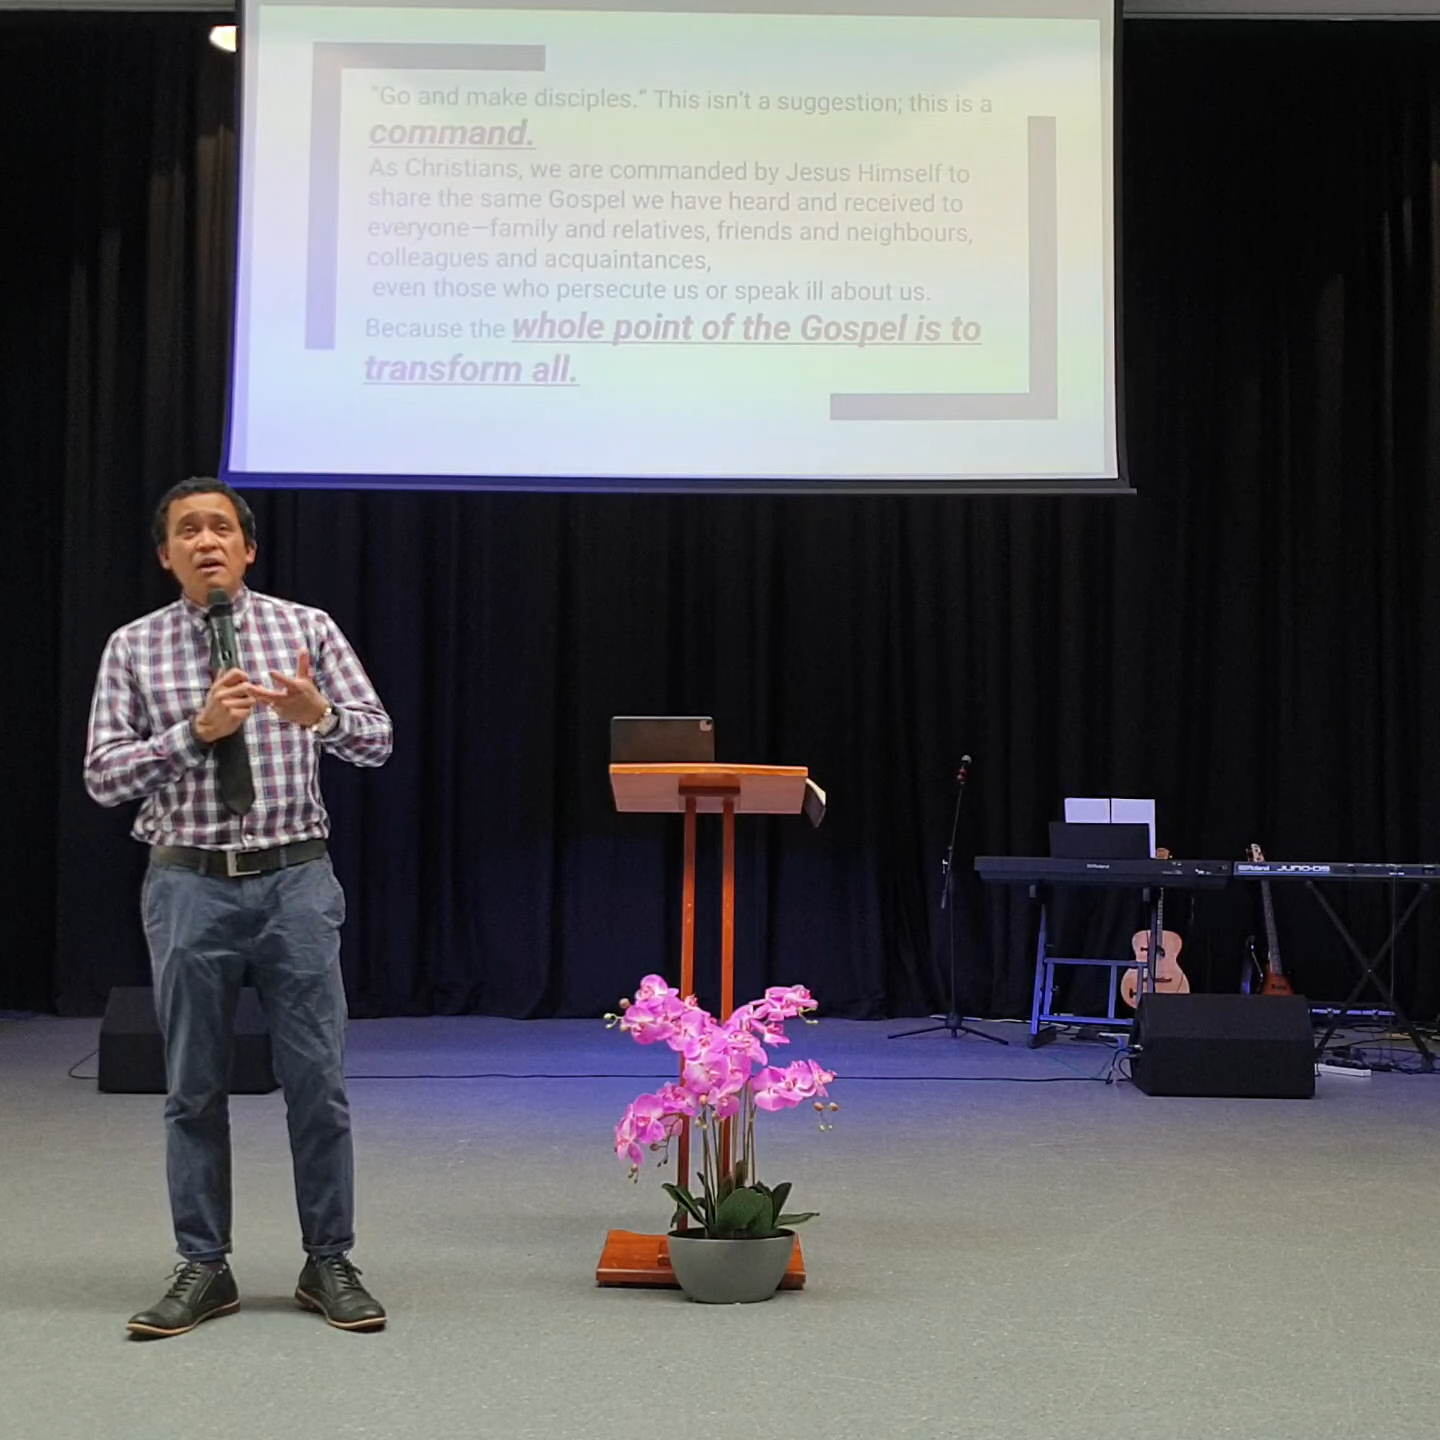 "Go and make disciples." This isn't a suggestion; this is a
command.
As Christians, we are commanded by Jesus Himself to
share the same Gospel we have heard and received to
everyone—family and relatives, friends and neighbours,
colleagues and acquaintances,
even those who persecute us or speak ill about us.
Because the whole point of the Gospel is to
transform all.
Roland
Roland JUNO-DS